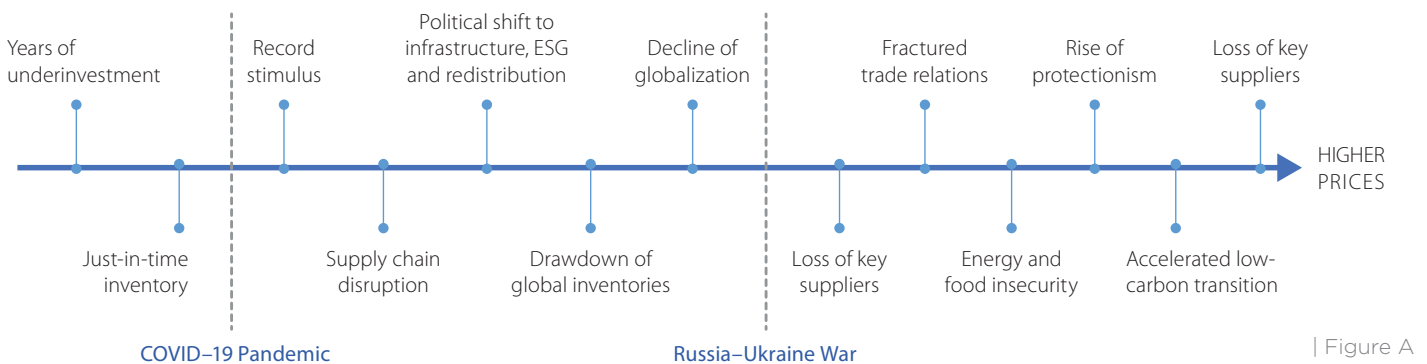 Years of
underinvestment
Record
stimulus
Political shift to
infrastructure, ESG
and redistribution
Decline of
globalization
Fractured
trade relations
Rise of
protectionism
Loss of key
suppliers
HIGHER
PRICES
Just-in-time
inventory
Supply chain
disruption
Drawdown of
global inventories
Loss of key
suppliers
Energy and
food insecurity
Accelerated low-
carbon transition
COVID–19 Pandemic
Russia–Ukraine War
| Figure A